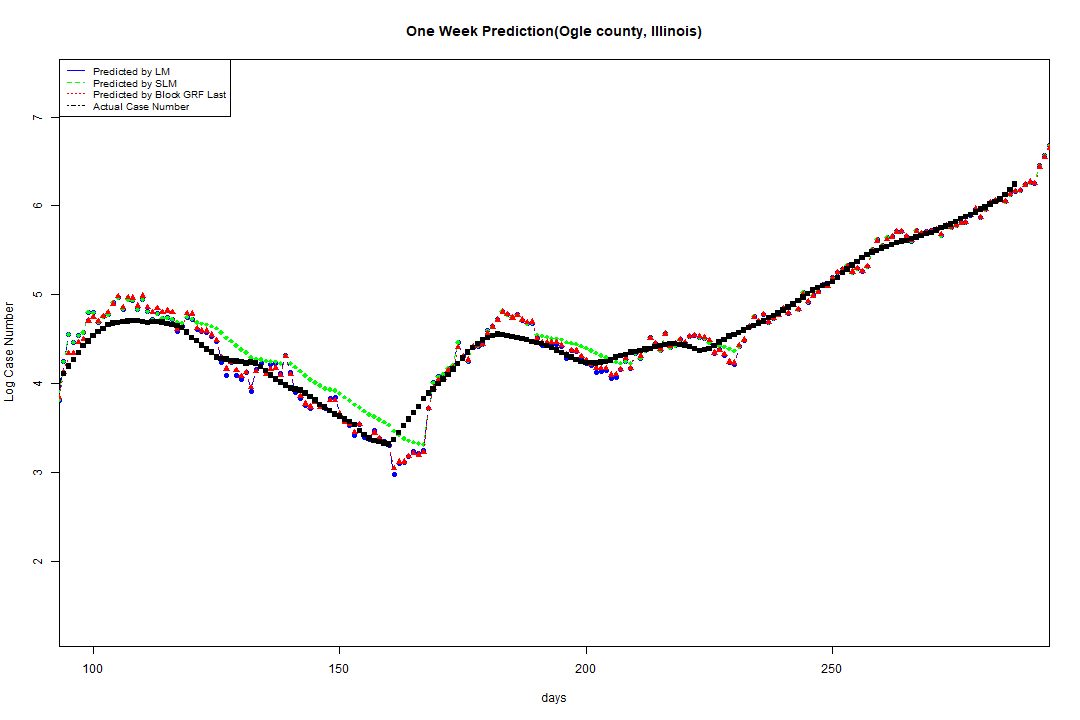 One Week Prediction(Ogle county, Illinois)
Predicted by LM
Predicted by SLM
Predicted by Block GRF Last
Actual Case Number
7
6
5
4
3
2
Log Case Number
100 150 200 250
days